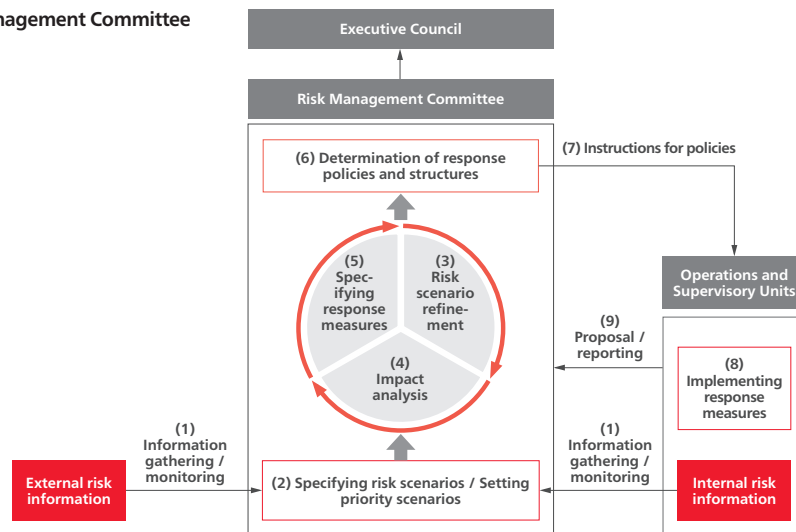 nagement Committee
Executive Council
Risk Management Committee
(6) Determination of response
policies and structures
(7) Instructions for policies
(5)
Spec-
ifying
response
measures
(3)
Risk
scenario
refine-
ment
(4)
Impact
analysis
Operations and
Supervisory Units
(9)
Proposal /
reporting
(8)
Implementing
response
measures
(1)
Information
gathering /
monitoring
(1)
Information
gathering /
monitoring
External risk
information
(2) Specifying risk scenarios / Setting
priority scenarios
Internal risk
information